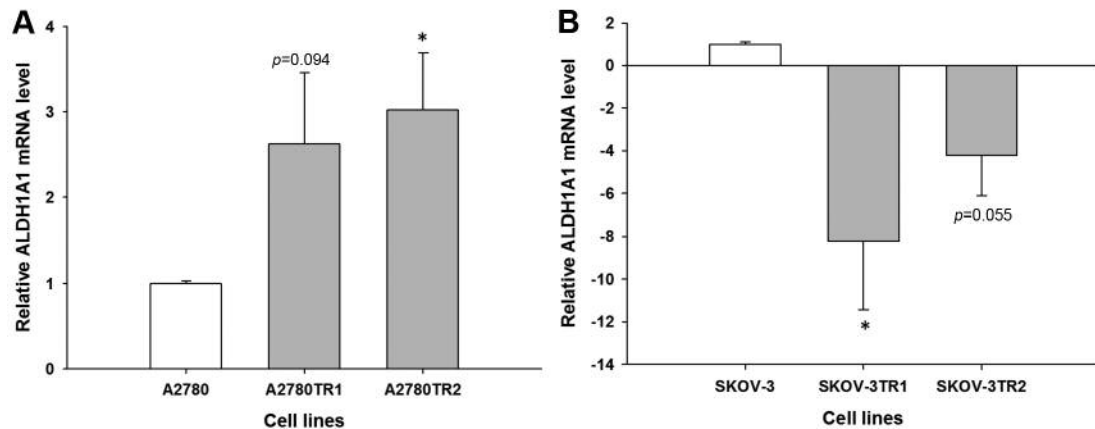 A
Relative ALDH1A1 mRNA level
4
3
2
1
0
p=0.094
*
A2780
A2780TR1
A2780TR2
Cell lines
B
Relative ALDH1A1 mRNA level
2
0
-2
-4
-6
-8
-10
-12
-14
*
p=0.055
SKOV-3
SKOV-3TR1
SKOV-3TR2
Cell lines